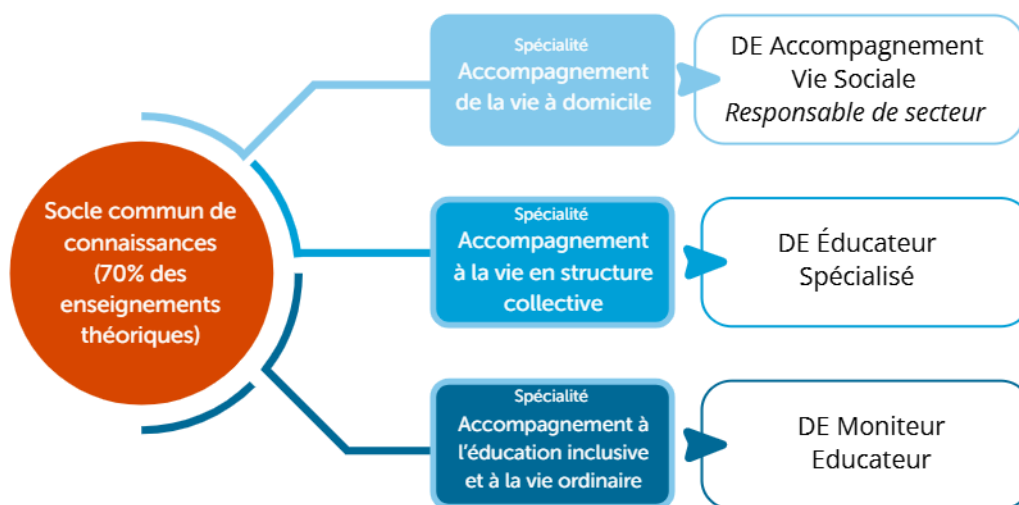 Socle commun de
connaissances
(70% des
enseignements
théoriques)
Spécialité
Accompagnement
de la vie à domicile
DE Accompagnement
Vie Sociale
Responsable de secteur
Spécialité
Accompagnement
à la vie en structure
collective
DE Éducateur
Spécialisé
Spécialité
Accompagnement à
l'éducation inclusive
et à la vie ordinaire
DE Moniteur
Educateur